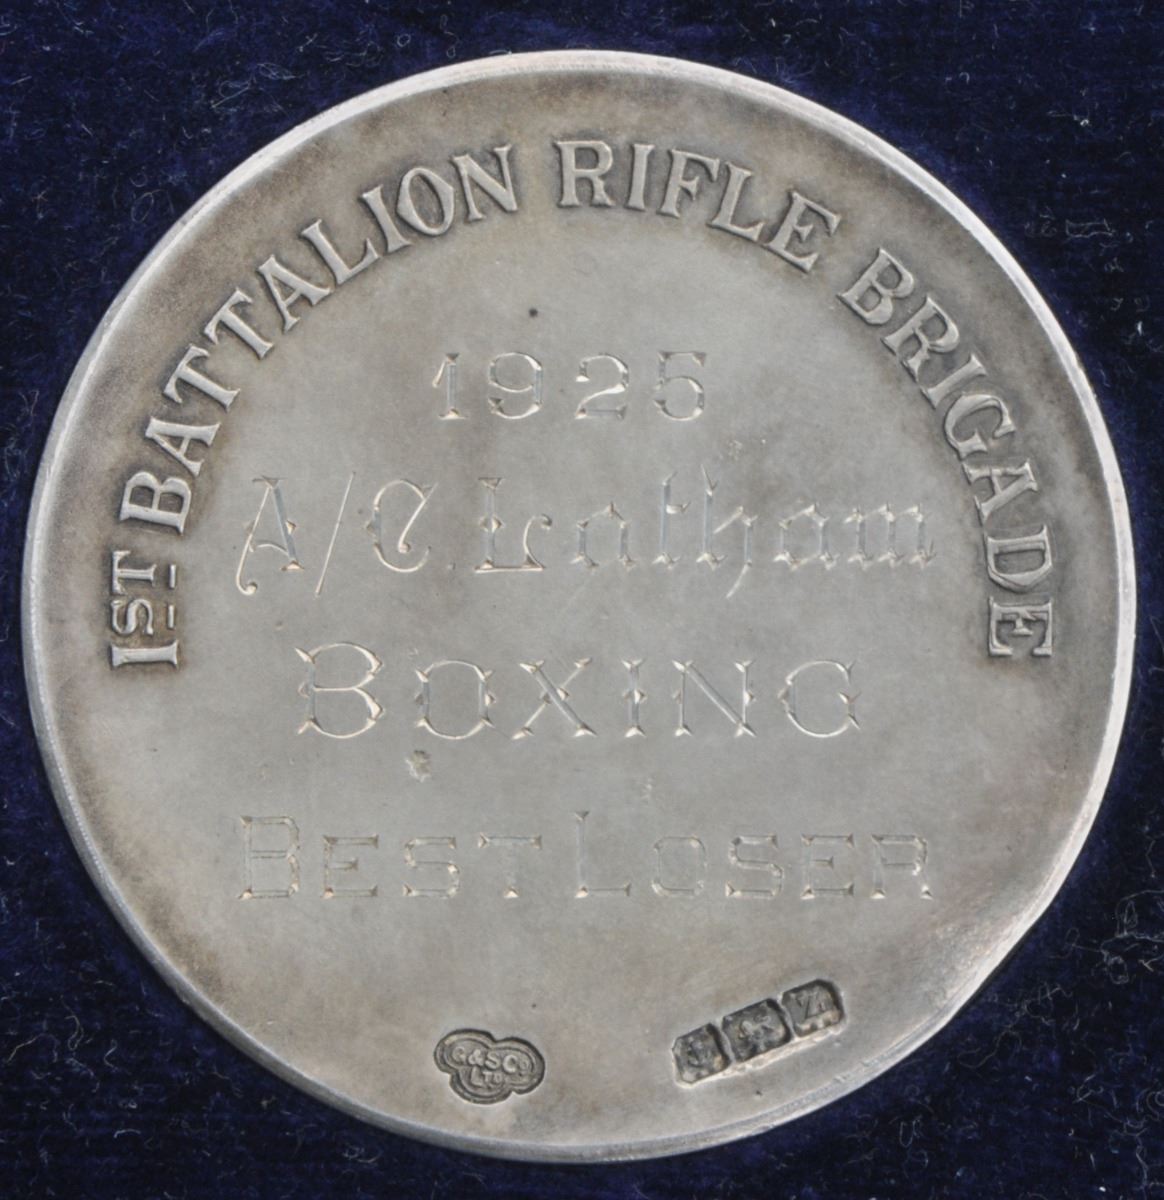 1ST BATTALION RIFLE BRIGADE
1925
A/C. Latham
BOXING
BEST LOSER
G&SCo
LTD